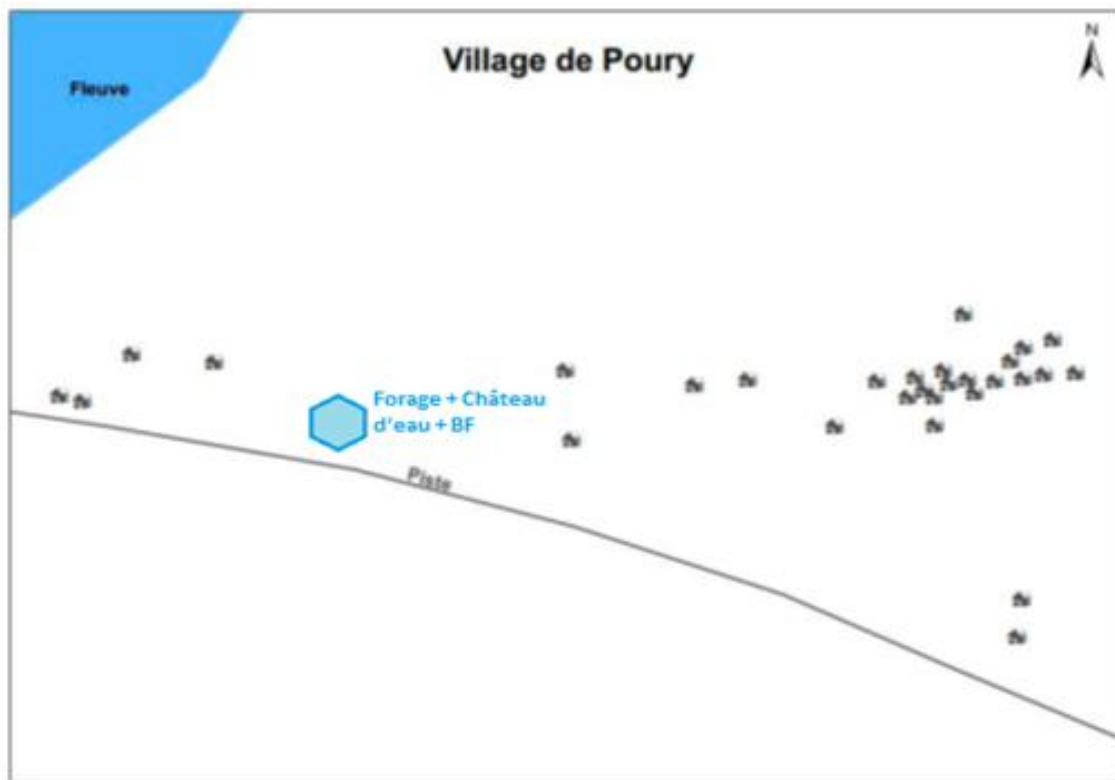 N
Village de Poury
Fleuve
Forage + Château
d'eau + BF
Piste